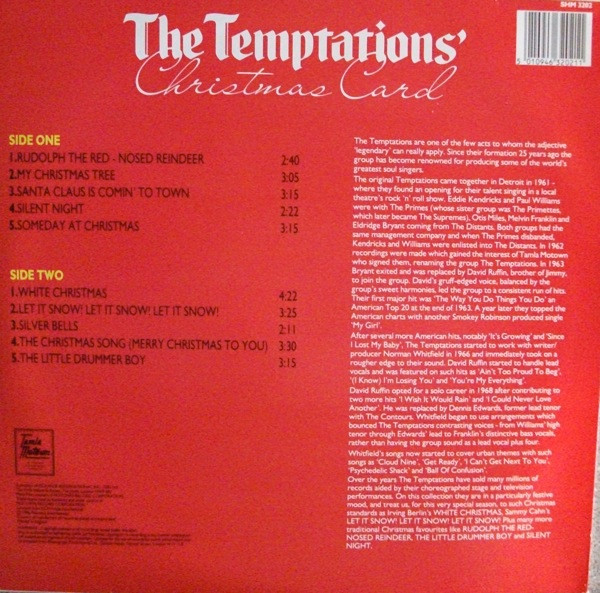 SHM 3202
The Temptations'
Christmas Card
5 010946 320211
SIDE ONE
1.RUDOLPH THE RED - NOSED REINDEER 2:40
2.MY CHRISTMAS TREE 3:05
3.SANTA CLAUS IS COMIN' TO TOWN 3:15
4.SILENT NIGHT 2:22
5.SOMEDAY AT CHRISTMAS 3:15
SIDE TWO
1.WHITE CHRISTMAS 4:22
2.LET IT SNOW! LET IT SNOW! LET IT SNOW! 3:25
3.SILVER BELLS 2:11
4.THE CHRISTMAS SONG (MERRY CHRISTMAS TO YOU) 3:30
5.THE LITTLE DRUMMER BOY 3:15
Tamla
Motown
The Temptations are one of the few acts to whom the adjective
'legendary' can really apply. Since their formation 25 years ago the
group has become renowned for producing some of the world's
greatest soul singers.
The original Temptations came together in Detroit in 1961 -
where they found an opening for their talent singing in a local
theatre's rock 'n' roll show. Eddie Kendricks and Paul Williams
were with The Primes (whose sister group was The Primettes,
which later became The Supremes), Otis Miles, Melvin Franklin and
Eldridge Bryant coming from The Distants. Both groups had the
same management company and when The Primes disbanded,
Kendricks and Williams were enlisted into The Distants. In 1962
recordings were made which gained the interest of Tamla Motown
who signed them, renaming the group The Temptations. In 1963
Bryant exited and was replaced by David Ruffin, brother of Jimmy,
to join the group. David's gruff-edged voice, balanced by the
group's sweet harmonies, led the group to a consistent run of hits.
Their first major hit was 'The Way You Do Things You Do' an
American Top 20 at the end of 1963. A year later they topped the
American charts with another Smokey Robinson produced single
'My Girl'.
After several more American hits, notably 'It's Growing' and 'Since
I Lost My Baby', The Temptations started to work with writer/
producer Norman Whitfield in 1966 and immediately took on a
rougher edge to their sound. David Ruffin started to handle lead
vocals and was featured on such hits as 'Ain't Too Proud To Beg',
'(I Know) I'm Losing You' and 'You're My Everything'.
David Ruffin opted for a solo career in 1968 after contributing to
two more hits 'I Wish It Would Rain' and 'I Could Never Love
Another'. He was replaced by Dennis Edwards, former lead tenor
with The Contours. Whitfield began to use arrangements which
bounced The Temptations contrasting voices - from Williams' high
tenor through Edwards' lead to Franklin's distinctive bass vocals,
rather than having the group sound as a lead vocal plus four.
Whitfield's songs now started to cover urban themes with such
songs as 'Cloud Nine', 'Get Ready', 'I Can't Get Next To You',
'Psychedelic Shack' and 'Ball Of Confusion'.
Over the years The Temptations have sold many millions of
records aided by their choreographed stage and television
performances. On this collection they are in a particularly festive
mood, and treat us, for this very special season, to such Christmas
standards as Irving Berlin's WHITE CHRISTMAS, Sammy Cahn's
LET IT SNOW! LET IT SNOW! LET IT SNOW! Plus many more
traditional Christmas favourites like RUDOLPH THE RED-
NOSED REINDEER, THE LITTLE DRUMMER BOY and SILENT
NIGHT.